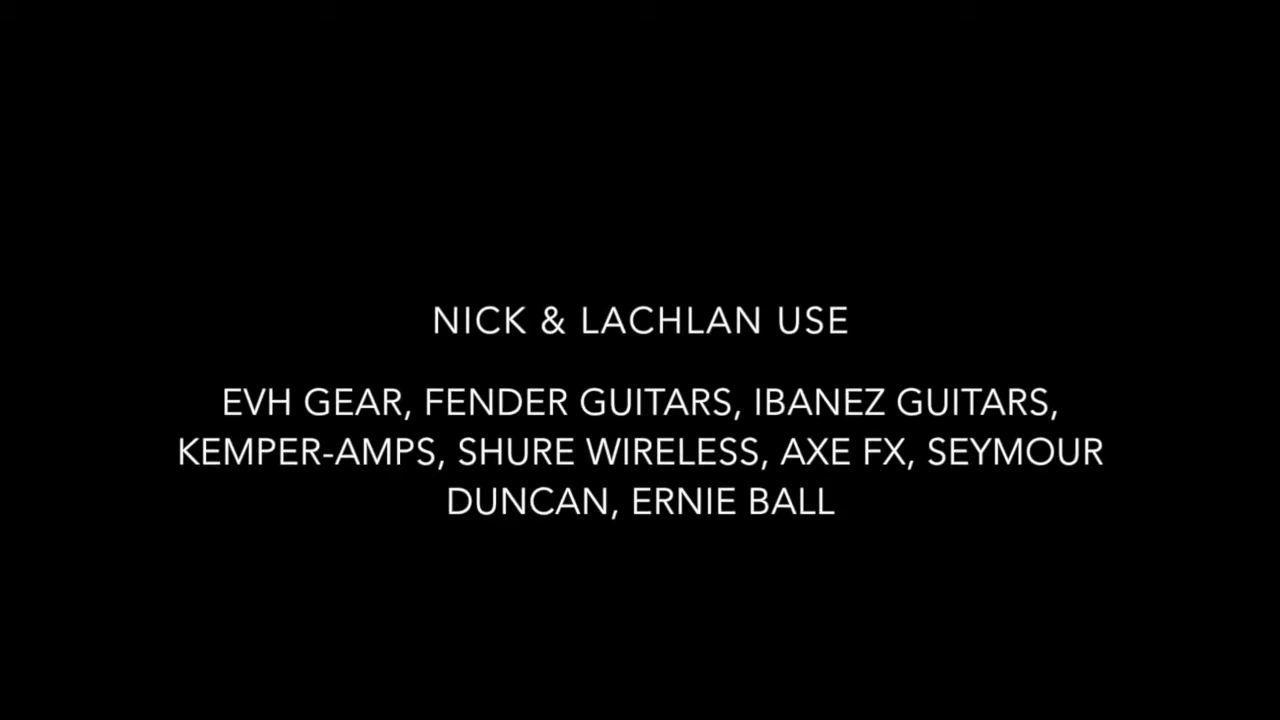 NICK & LACHLAN USE
EVH GEAR, FENDER GUITARS, IBANEZ GUITARS,
KEMPER-AMPS, SHURE WIRELESS, AXE FX, SEYMOUR
DUNCAN, ERNIE BALL